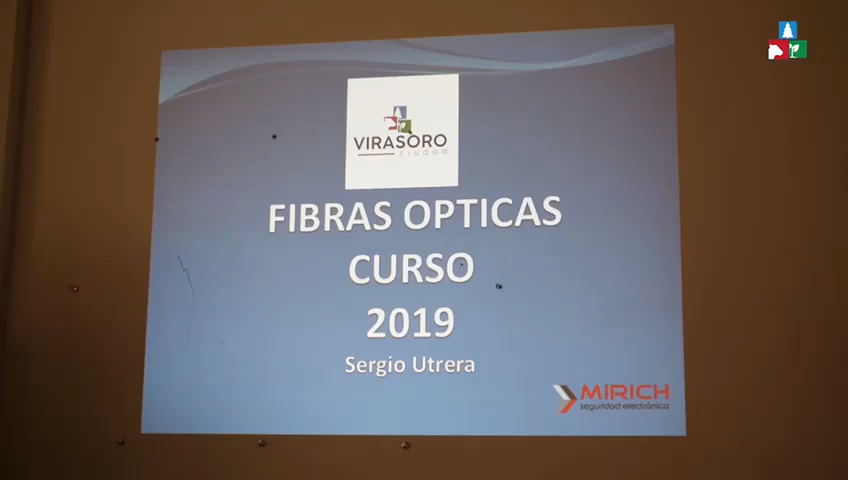 VIRASORO
ciudad
FIBRAS OPTICAS
CURSO
2019
Sergio Utrera
MIRICH
seguridad electrónica